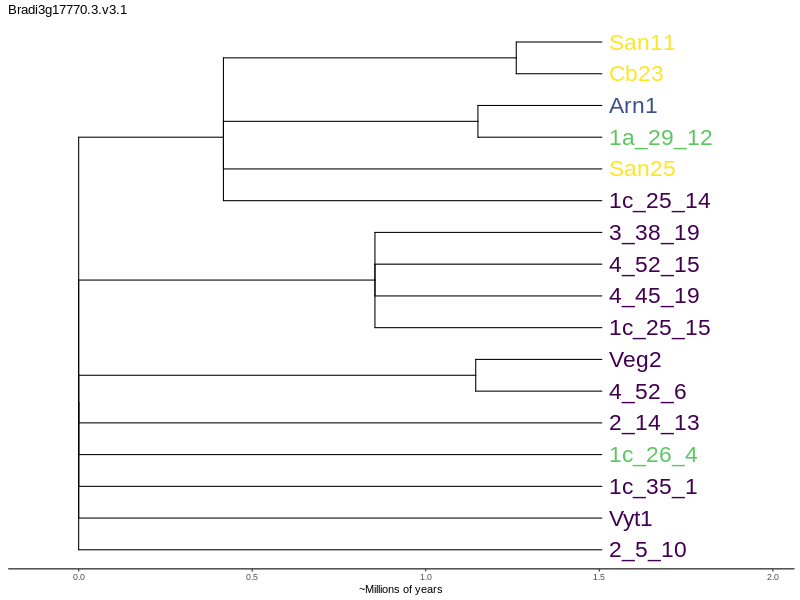 Bradi3g17770.3.v3.1
San11
Cb23
Arn1
1a_29_12
San25
1c_25_14
3_38_19
4_52_15
4_45_19
1c_25_15
Veg2
4_52_6
2_14_13
1c_26_4
1c_35_1
Vyt1
2_5_10
0.0 0.5 1.0 1.5 2.0
~Millions of years